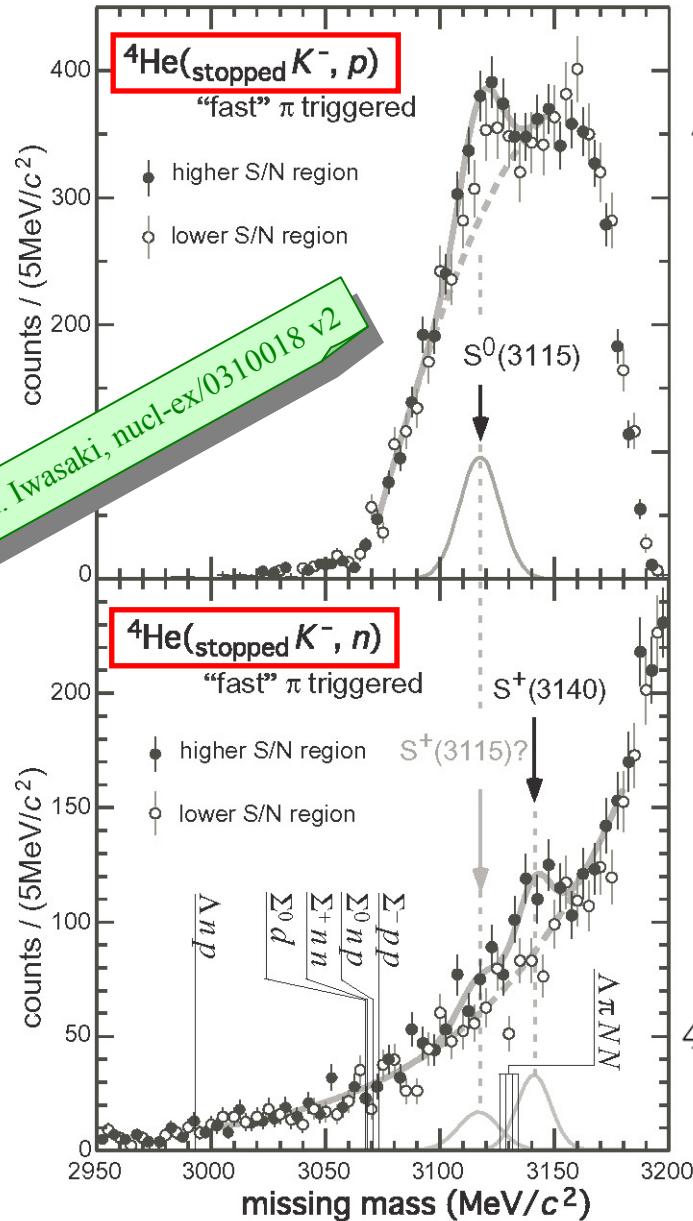 ⁴He(stopped K⁻, p)
"fast" π triggered
higher S/N region
lower S/N region
400
300
200
0
counts / (5MeV/c²)
Iwasaki, nucl-ex/0310018 v2
S⁰(3115)
⁴He(stopped K⁻, n)
"fast" π triggered
higher S/N region
lower S/N region
S⁺(3140)
S⁺(3115)?
200
150
100
50
0
counts / (5MeV/c²)
Λnp
Σ⁰d
Σ⁺nn
Σ⁰np
Σ⁻pp
ΛπNN
4
2950 3000 3050 3100 3150 3200
missing mass (MeV/c²)